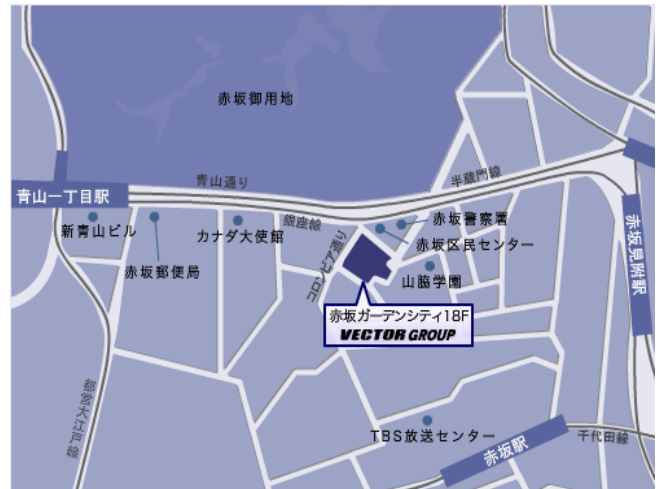 赤坂御用地
青山通り
半蔵門線
青山一丁目駅
銀座線
赤坂警察署
新青山ビル
カナダ大使館
赤坂区民センター
赤坂見附駅
赤坂郵便局
コロンビア通り
山脇学園
赤坂ガーデンシティ18F
VECTOR GROUP
都営大江戸線
TBS放送センター
赤坂駅
千代田線